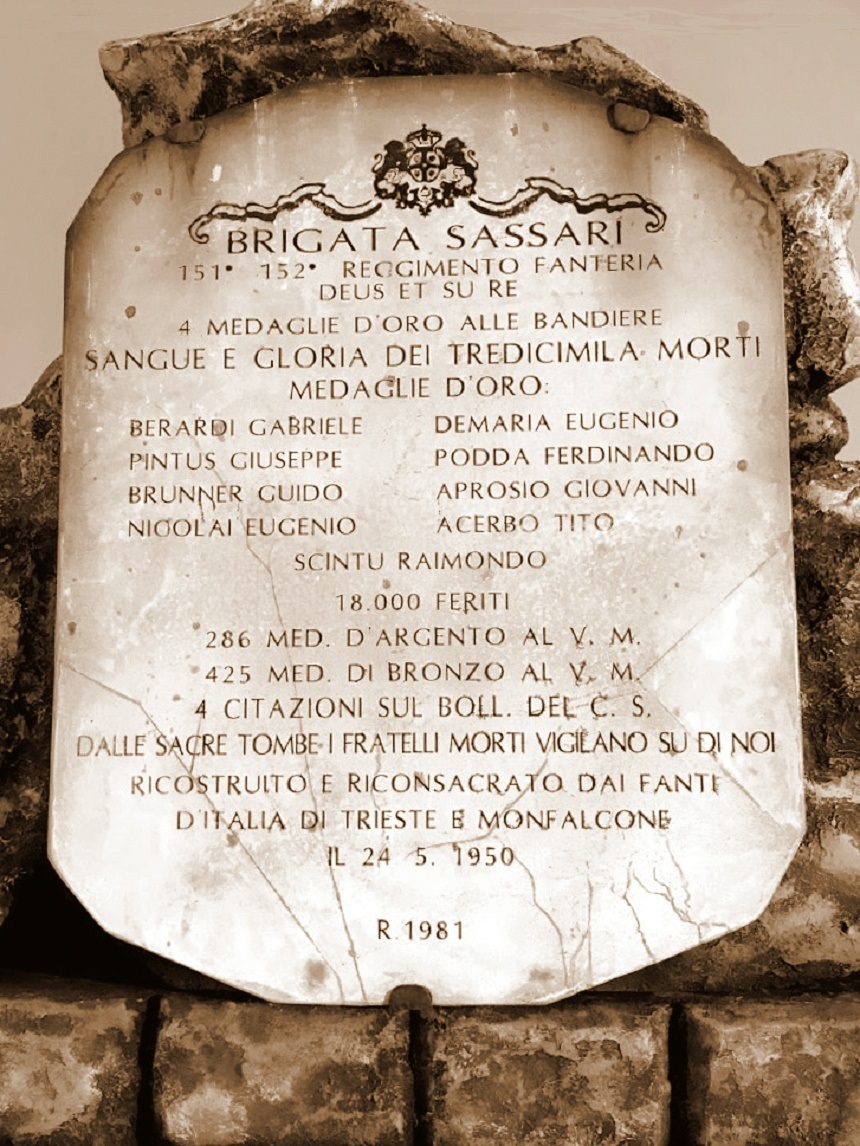 BRIGATA SASSARI
151° 152° REGGIMENTO FANTERIA
DEUS ET SU RE
4 MEDAGLIE D'ORO ALLE BANDIERE
SANGUE E GLORIA DEI TREDICIMILA MORTI
MEDAGLIE D'ORO:
BERARDI GABRIELE DEMARIA EUGENIO
PINTUS GIUSEPPE PODDA FERDINANDO
BRUNNER GUIDO APROSIO GIOVANNI
NICOLAI EUGENIO ACERBO TITO
SCINTU RAIMONDO
18.000 FERITI
286 MED. D'ARGENTO AL V. M.
425 MED. DI BRONZO AL V. M.
4 CITAZIONI SUL BOLL. DEL C. S.
DALLE SACRE TOMBE I FRATELLI MORTI VIGILANO SU DI NOI
RICOSTRUITO E RICONSACRATO DAI FANTI
D'ITALIA DI TRIESTE E MONFALCONE
IL 24 5. 1950
R.1981